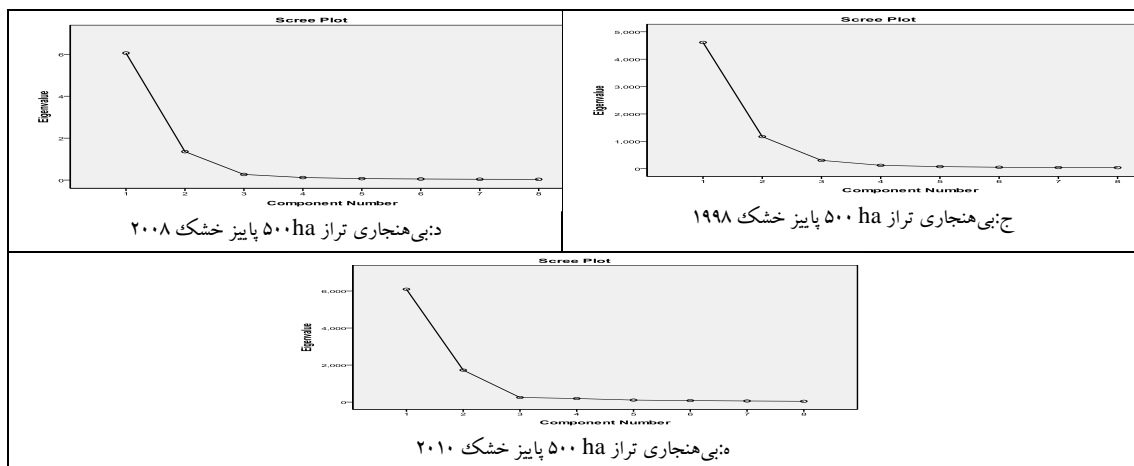 Scree Plot
Eigenvalue
5,000
4,000
3,000
2,000
1,000
0
1 2 3 4 5 6 7 8
Component Number
ج:بی‌هنجاری تراز ۵۰۰ ha پاییز خشک ۱۹۹۸
Scree Plot
Eigenvalue
6
4
2
0
1 2 3 4 5 6 7 8
Component Number
د:بی‌هنجاری تراز ۵۰۰ha پاییز خشک ۲۰۰۸
Scree Plot
Eigenvalue
6,000
4,000
2,000
0
1 2 3 4 5 6 7 8
Component Number
ه:بی‌هنجاری تراز ۵۰۰ ha پاییز خشک ۲۰۱۰